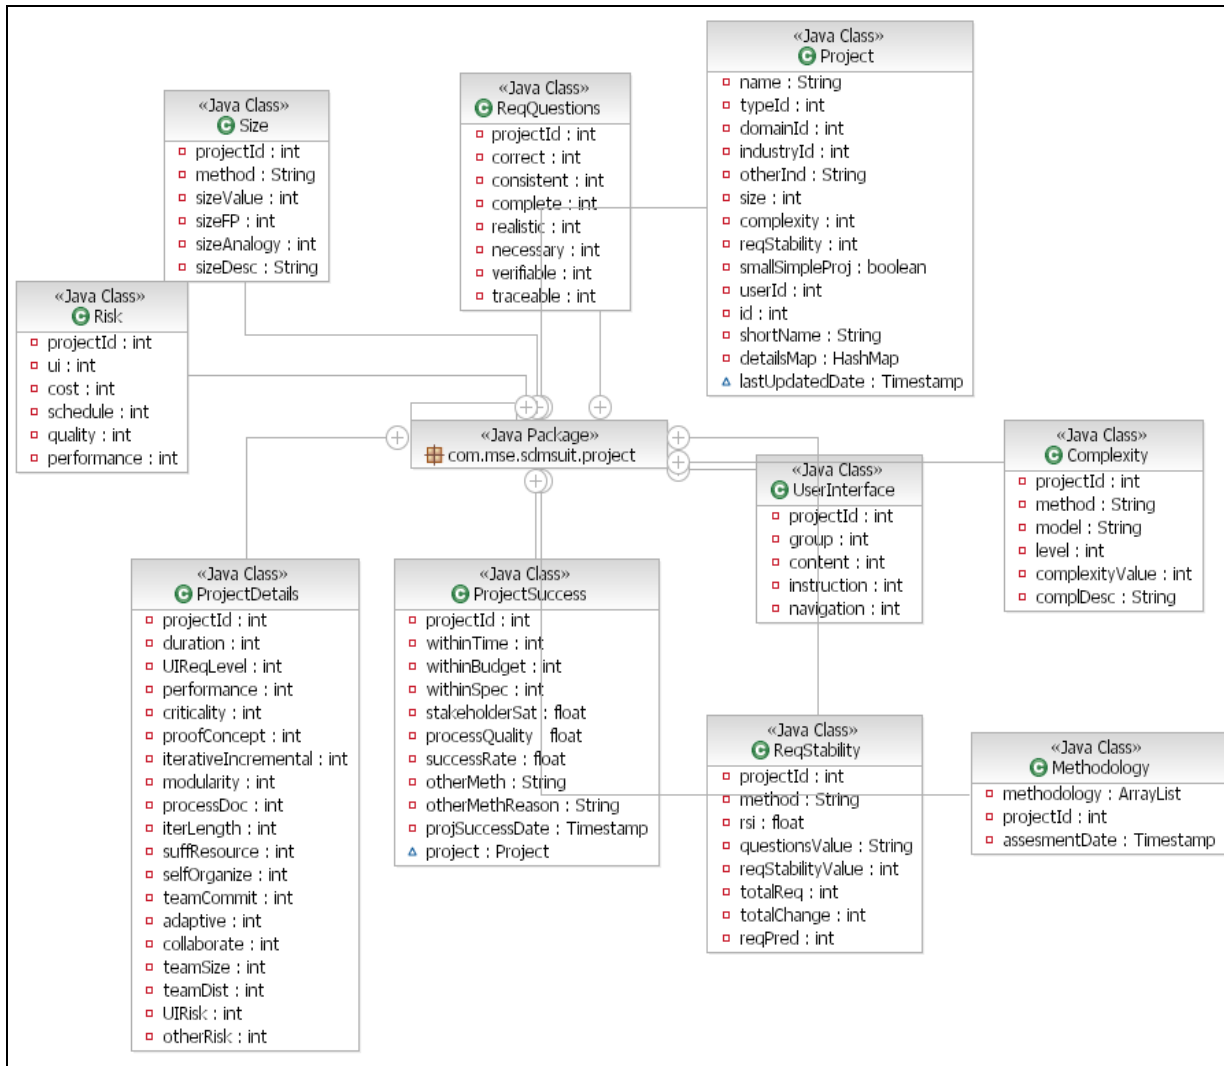 «Java Class»
Project
name : String
typeId : int
domainId : int
industryId : int
otherInd : String
size : int
complexity : int
reqStability : int
smallSimpleProj : boolean
userId : int
id : int
shortName : String
detailsMap : HashMap
lastUpdatedDate : Timestamp
«Java Class»
ReqQuestions
projectId : int
correct : int
consistent : int
complete : int
realistic : int
necessary : int
verifiable : int
traceable : int
«Java Class»
Size
projectId : int
method : String
sizeValue : int
sizeFP : int
sizeAnalogy : int
sizeDesc : String
«Java Class»
Risk
projectId : int
ui : int
cost : int
schedule : int
quality : int
performance : int
«Java Package»
com.mse.sdmsuit.project
«Java Class»
UserInterface
projectId : int
group : int
content : int
instruction : int
navigation : int
«Java Class»
Complexity
projectId : int
method : String
model : String
level : int
complexityValue : int
complDesc : String
«Java Class»
ProjectDetails
projectId : int
duration : int
UIReqLevel : int
performance : int
criticality : int
proofConcept : int
iterativeIncremental : int
modularity : int
processDoc : int
iterLength : int
suffResource : int
selfOrganize : int
teamCommit : int
adaptive : int
collaborate : int
teamSize : int
teamDist : int
UIRisk : int
otherRisk : int
«Java Class»
ProjectSuccess
projectId : int
withinTime : int
withinBudget : int
withinSpec : int
stakeholderSat : float
processQuality : float
successRate : float
otherMeth : String
otherMethReason : String
projSuccessDate : Timestamp
project : Project
«Java Class»
ReqStability
projectId : int
method : String
rsi : float
questionsValue : String
reqStabilityValue : int
totalReq : int
totalChange : int
reqPred : int
«Java Class»
Methodology
methodology : ArrayList
projectId : int
assesmentDate : Timestamp